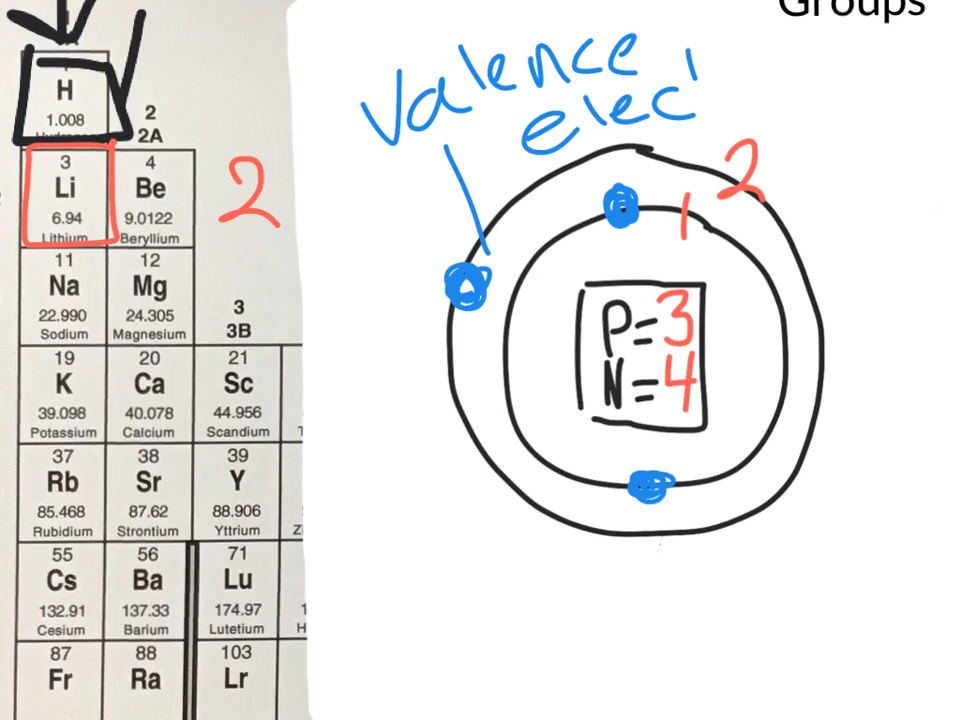 Groups
H
1.008
2
2A
3
Li
6.94
Lithium
4
Be
9.0122
Beryllium
2
11
Na
22.990
Sodium
12
Mg
24.305
Magnesium
3
3B
19
K
39.098
Potassium
20
Ca
40.078
Calcium
21
Sc
44.956
Scandium
37
Rb
85.468
Rubidium
38
Sr
87.62
Strontium
39
Y
88.906
Yttrium
55
Cs
132.91
Cesium
56
Ba
137.33
Barium
71
Lu
174.97
Lutetium
87
Fr
88
Ra
103
Lr
Valence
elec'
2
1
P=3
N=4